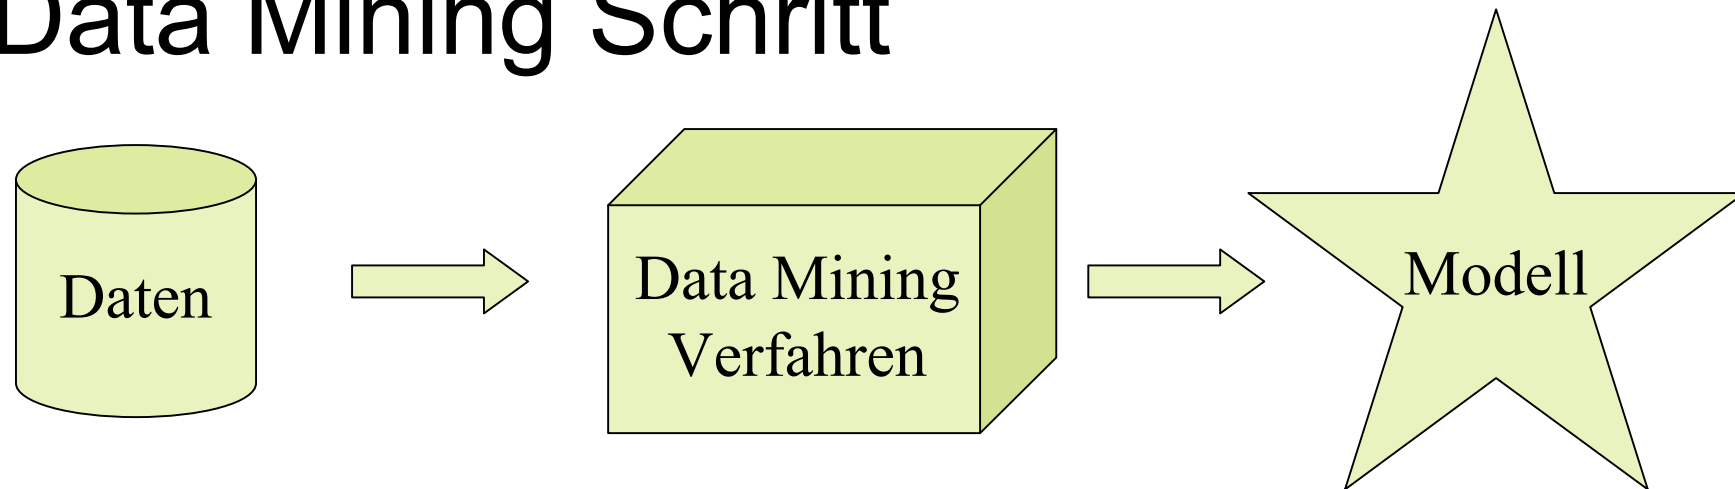 Data Mining Schritt
Daten
Data Mining
Verfahren
Modell